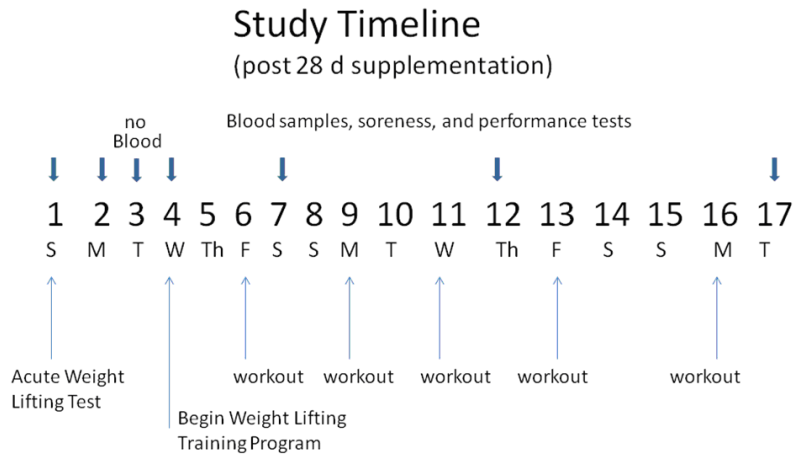 Study Timeline
(post 28 d supplementation)
no
Blood
Blood samples, soreness, and performance tests
1 2 3 4 5 6 7 8 9 10 11 12 13 14 15 16 17
S M T W Th F S S M T W Th F S S M T
Acute Weight
Lifting Test
workout workout workout workout workout
Begin Weight Lifting
Training Program